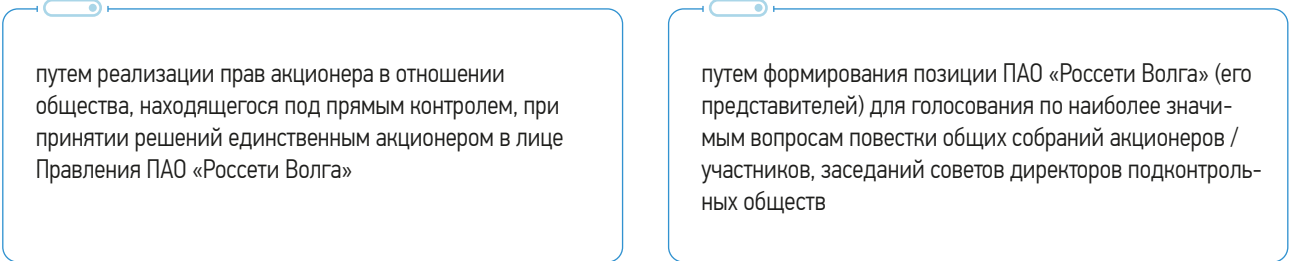 путем реализации прав акционера в отношении
общества, находящегося под прямым контролем, при
принятии решений единственным акционером в лице
Правления ПАО «Россети Волга»
путем формирования позиции ПАО «Россети Волга» (его
представителей) для голосования по наиболее значи-
мым вопросам повестки общих собраний акционеров /
участников, заседаний советов директоров подконтроль-
ных обществ